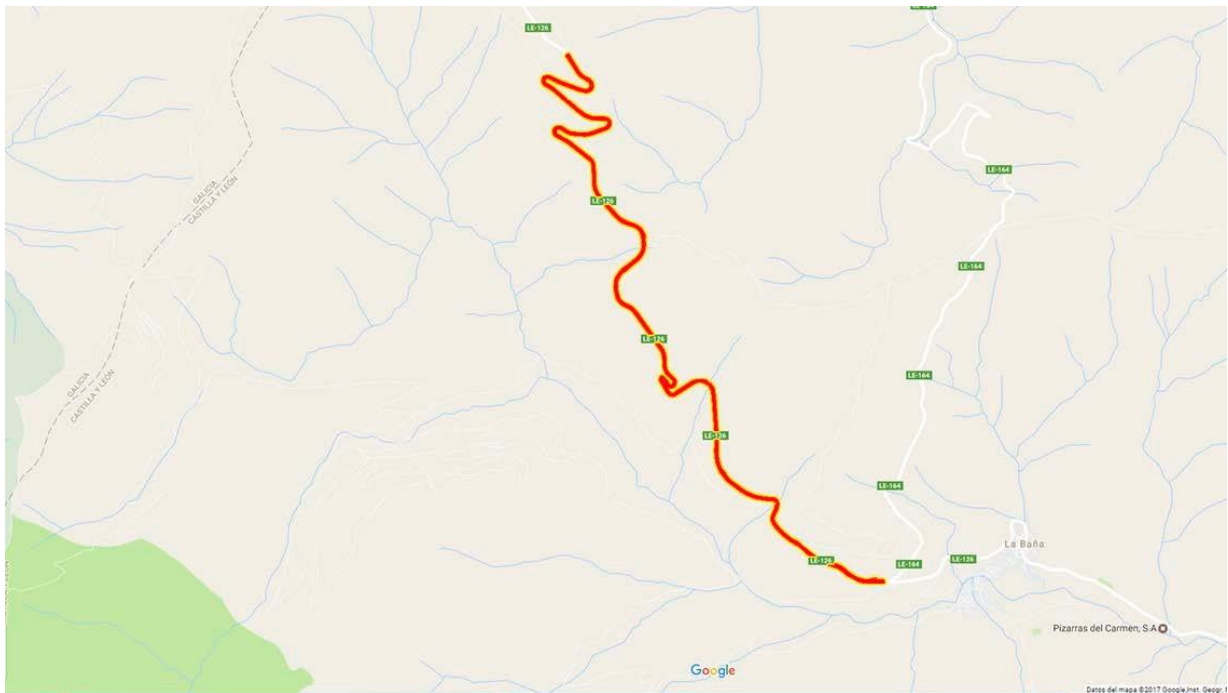 LE-164
LE-126
LE-164
LE-126
GALICIA
CASTILLA Y LEÓN
LE-164
LE-126
LE-164
GALICIA
CASTILLA Y LEÓN
LE-126
LE-164
La Baña
LE-126
LE-126
LE-164
Pizarras del Carmen, S.A
Google
Datos del mapa ©2017 Google, Inst. Geogr.